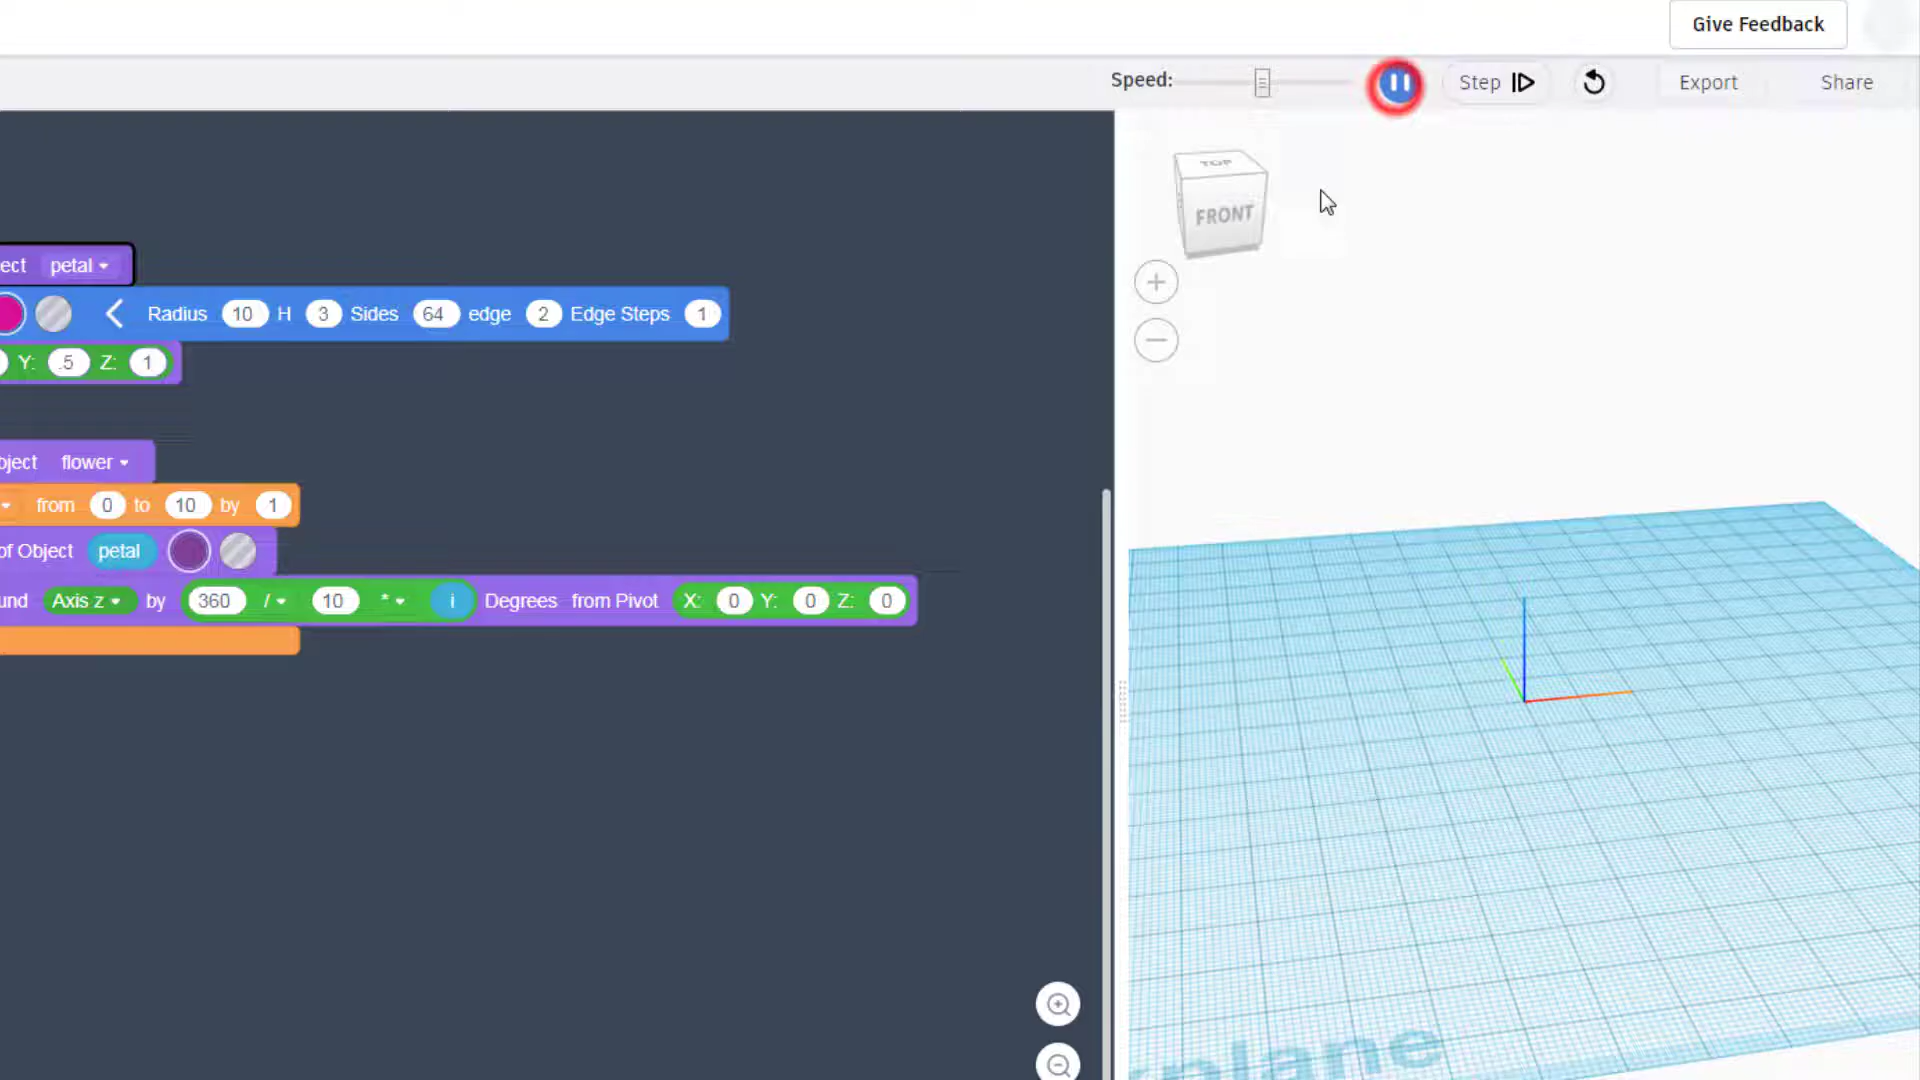 Give Feedback
Speed: Step Export Share
TOP
FRONT
ect petal
Radius 10 H 3 Sides 64 edge 2 Edge Steps 1
Y: .5 Z: 1
bject flower
from 0 to 10 by 1
of Object petal
und Axis z by 360 / 10 * i Degrees from Pivot X: 0 Y: 0 Z: 0
plane